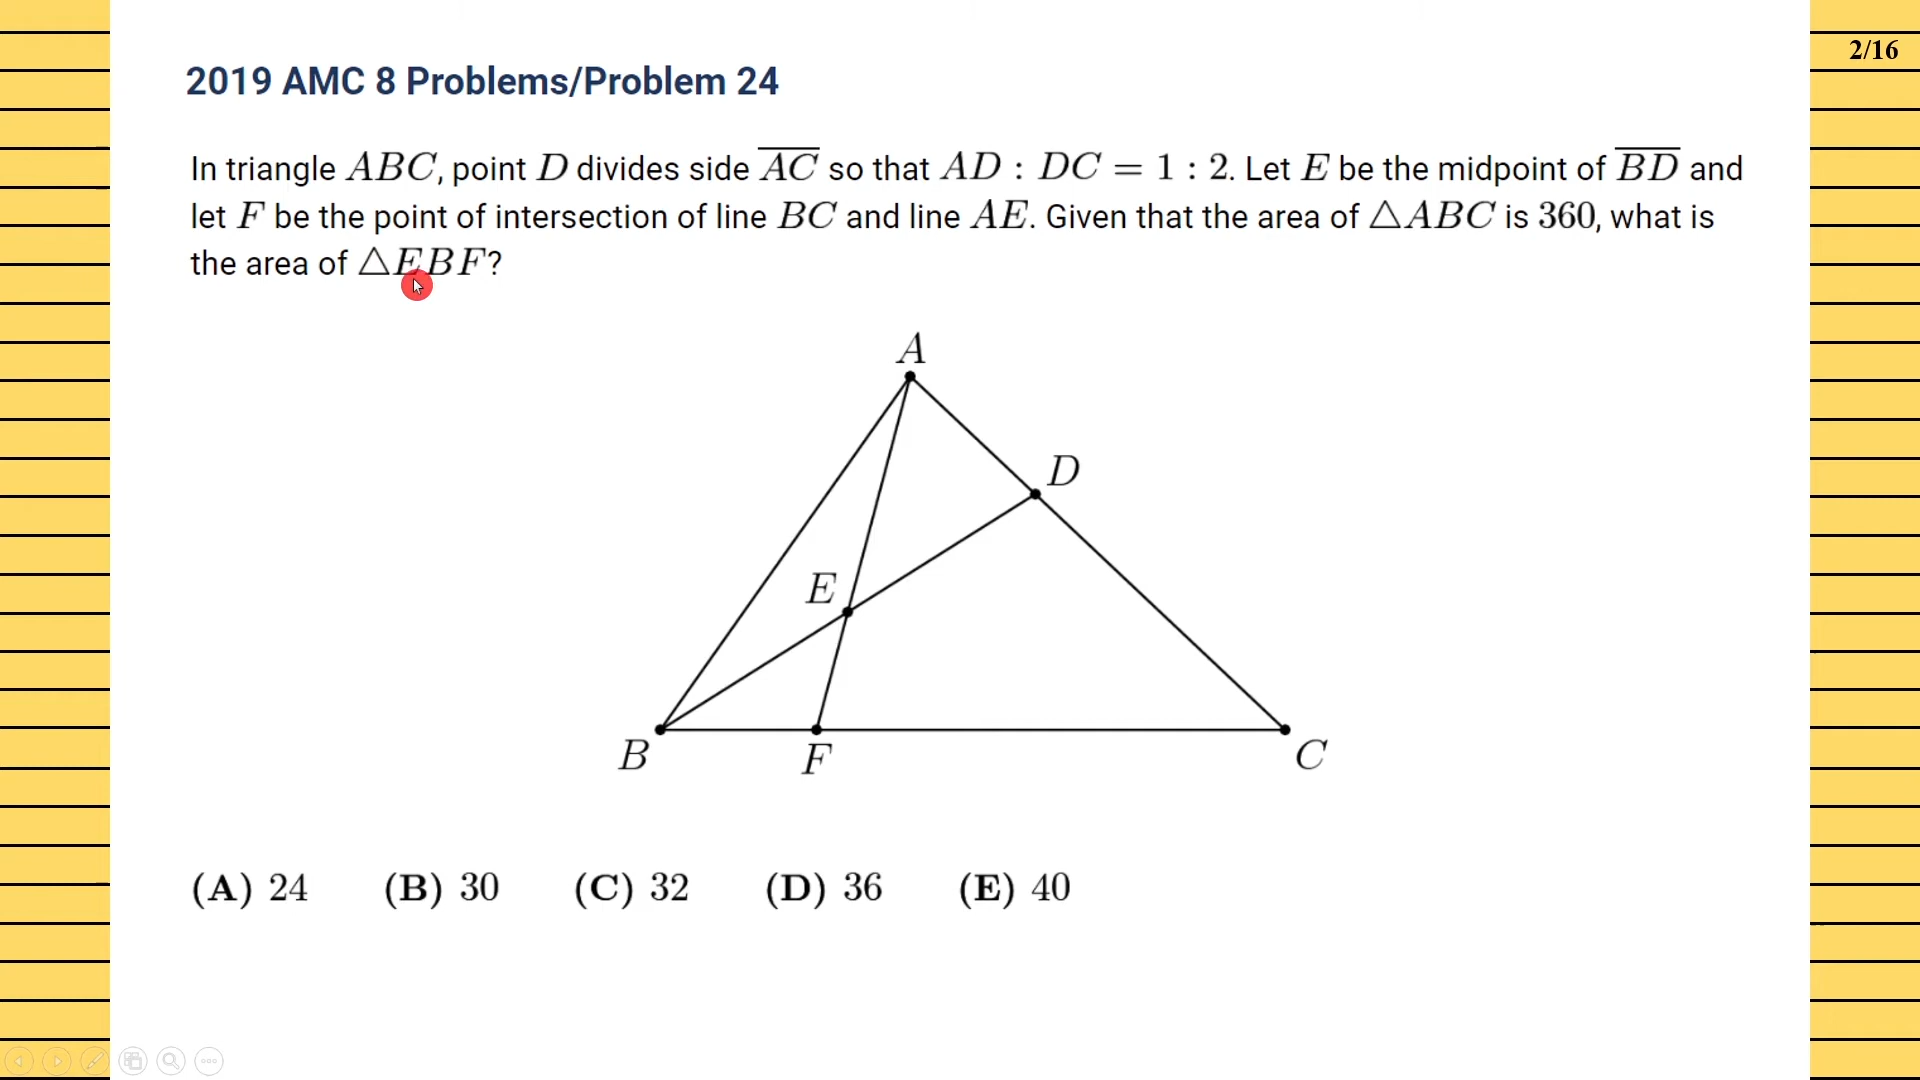 2/16
2019 AMC 8 Problems/Problem 24
In triangle ABC, point D divides side AC so that AD : DC = 1 : 2. Let E be the midpoint of BD and
let F be the point of intersection of line BC and line AE. Given that the area of △ABC is 360, what is
the area of △EBF?
A
D
E
B
F
C
(A) 24 (B) 30 (C) 32 (D) 36 (E) 40